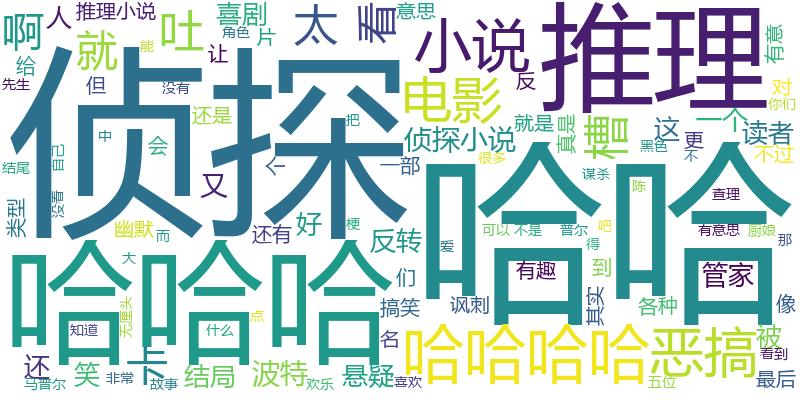 啊
人
推理小说
吐
喜剧
片
角色
太
看
意思
小说
推理
有意
就
能
让
给
先生
但
没有
侦探
还是
电影
反
对
你们
槽
就是
真是
一个
这
更
读者
不过
侦探小说
把
中
会
个
一部
很多
黑色
不
结尾
自己
没看
类型
又
好
谋杀
陈
查理
哈哈
幽默
而
还有
梗
反转
爱
可以
不是
普尔
吧
得
有意思
厨娘
那
哈哈哈
大
们
有趣
到
管家
搞笑
讽刺
其实
各种
像
无厘头
知道
什么
点
名
哈哈哈哈
恶搞
被
看到
还
笑
马普尔
非常
故事
结局
波特
欢乐
悬疑
喜欢
五位
最后